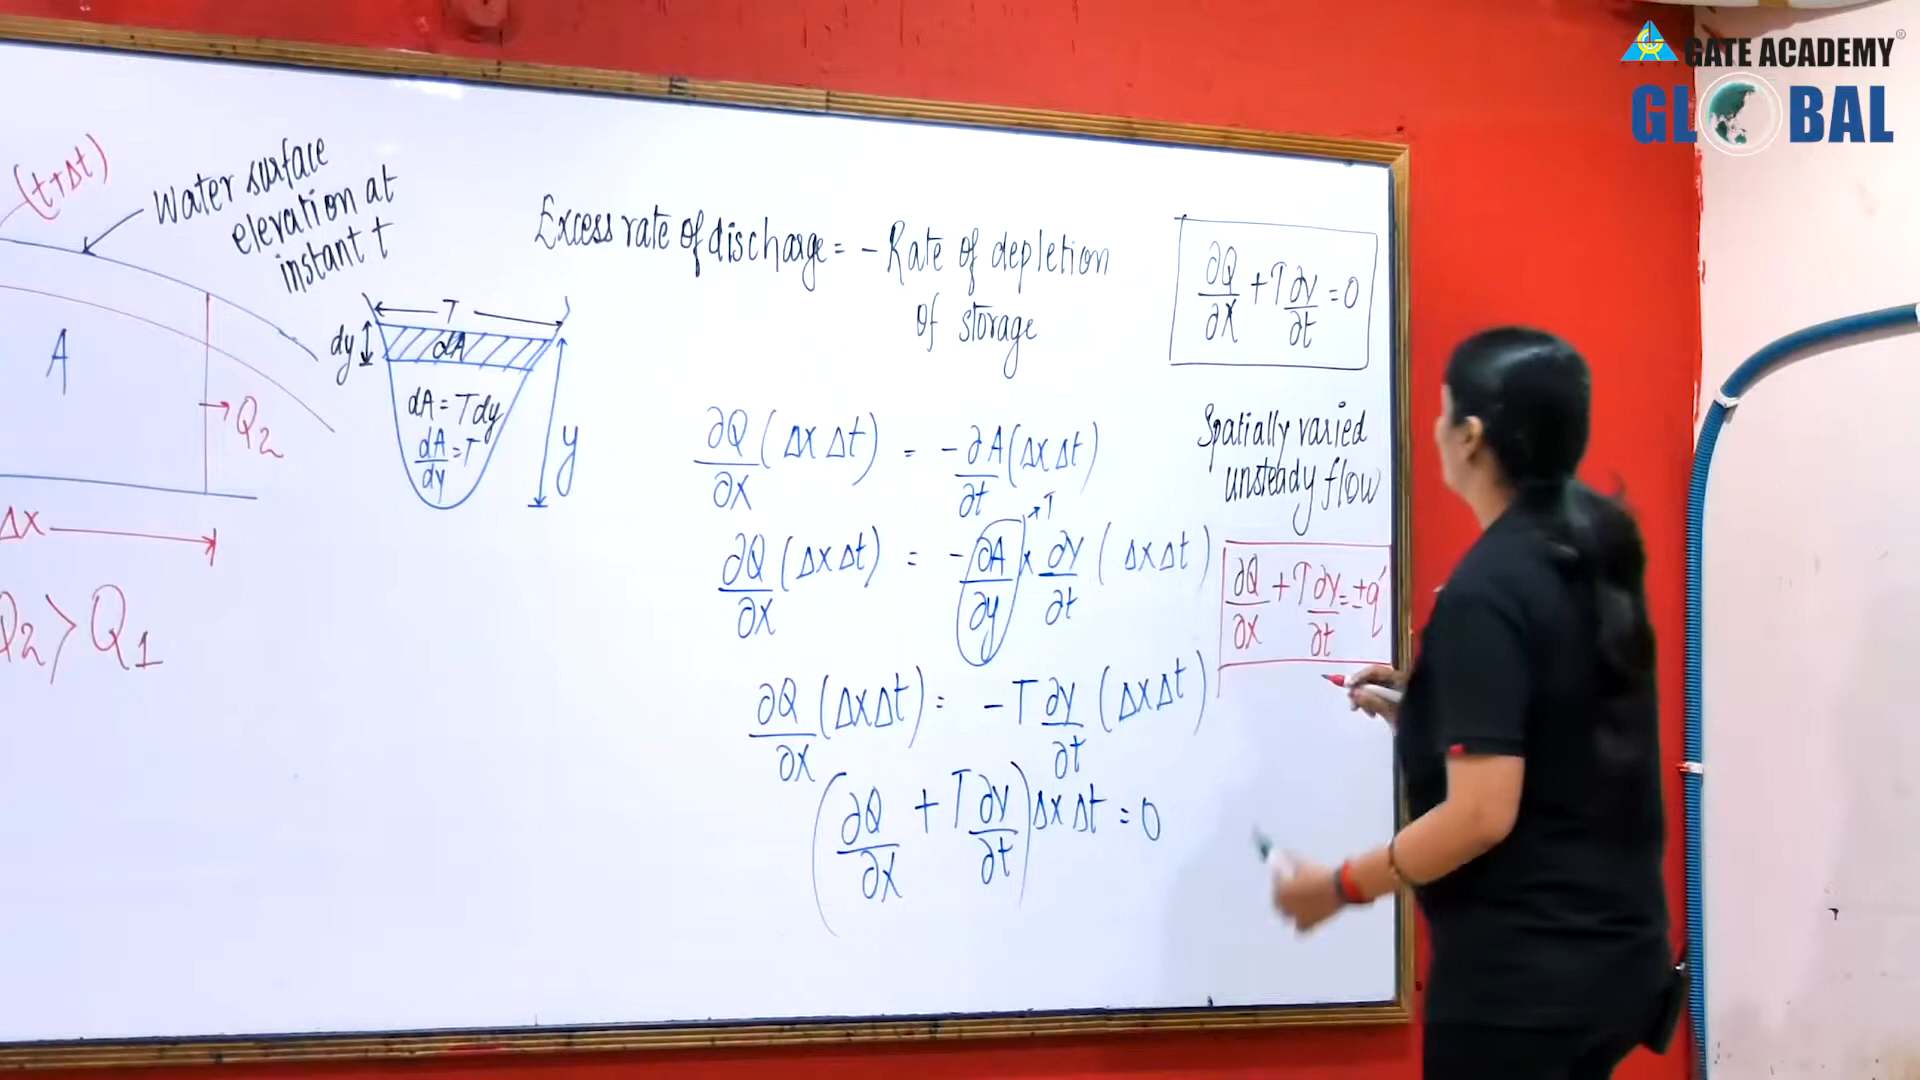 GATE ACADEMY®
GLOBAL
(t+Δt)
Water surface
elevation at
instant t
A
Q2
Δx
Q2 > Q1
T
dy
dA
dA = Tdy
dA/dy = T
y
Excess rate of discharge = - Rate of depletion
of storage
∂Q/∂x (Δx Δt) = -∂A/∂t (Δx Δt)
→T
∂Q/∂x (Δx Δt) = -∂A/∂y × ∂y/∂t (Δx Δt)
∂Q/∂x (Δx Δt) = -T ∂y/∂t (Δx Δt)
(∂Q/∂x + T ∂y/∂t) Δx Δt = 0
∂Q/∂x + T ∂y/∂t = 0
Spatially varied
unsteady flow
∂Q/∂x + T ∂y/∂t = ±q'